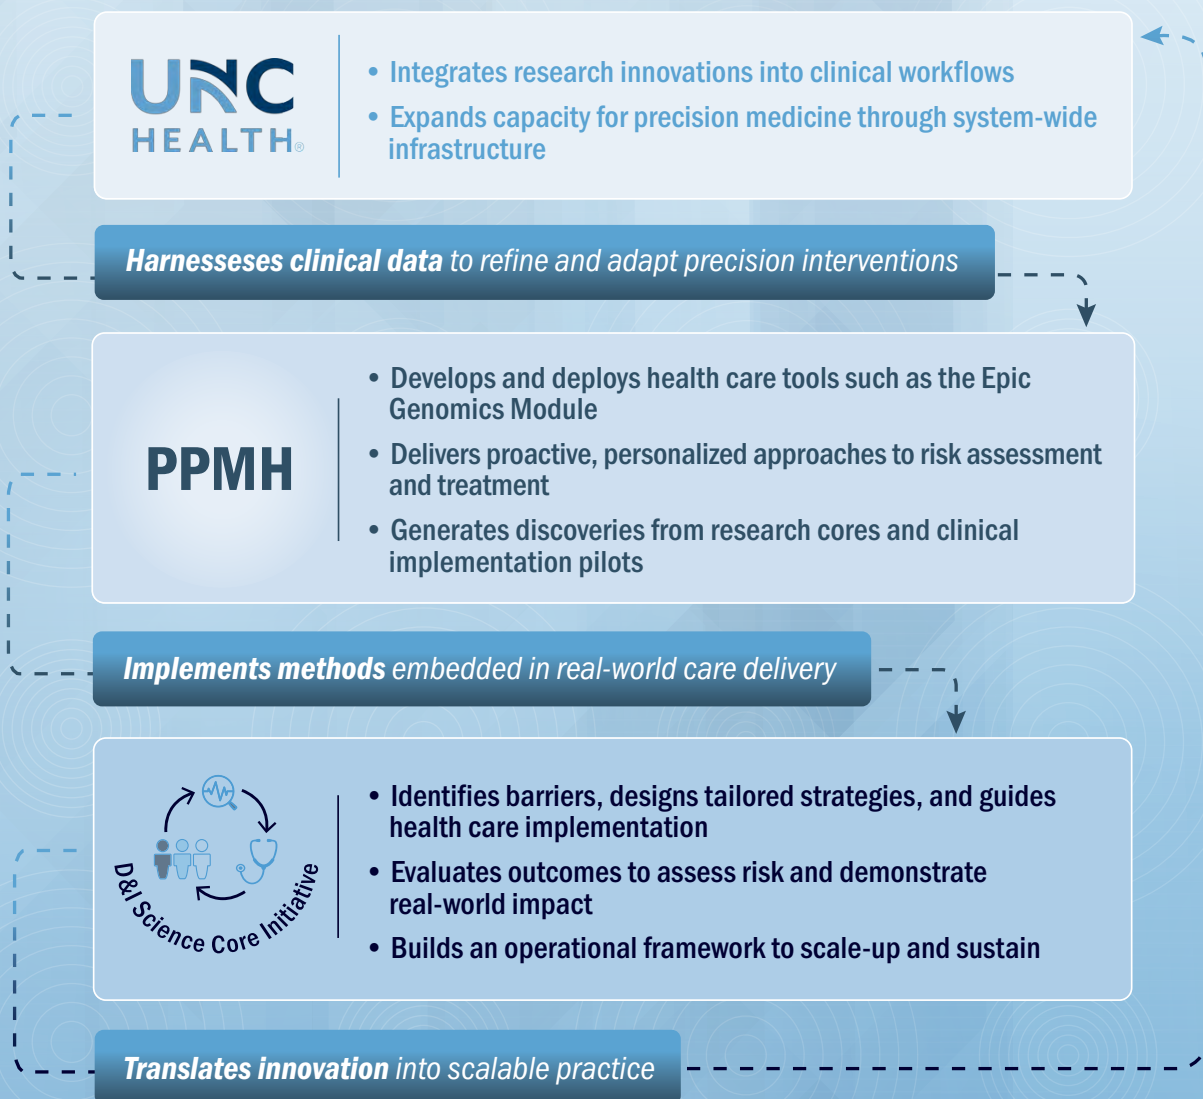 UNC
HEALTH®
• Integrates research innovations into clinical workflows
• Expands capacity for precision medicine through system-wide
infrastructure
Harnesseses clinical data to refine and adapt precision interventions
PPMH
• Develops and deploys health care tools such as the Epic
Genomics Module
• Delivers proactive, personalized approaches to risk assessment
and treatment
• Generates discoveries from research cores and clinical
implementation pilots
Implements methods embedded in real-world care delivery
D&I Science Core Initiative
• Identifies barriers, designs tailored strategies, and guides
health care implementation
• Evaluates outcomes to assess risk and demonstrate
real-world impact
• Builds an operational framework to scale-up and sustain
Translates innovation into scalable practice